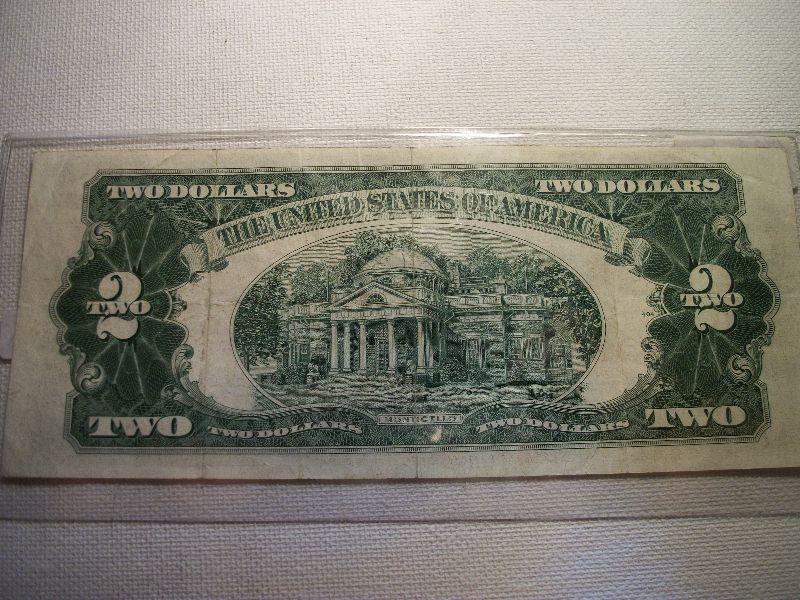 TWO DOLLARS
TWO DOLLARS
THE UNITED STATES OF AMERICA
2
TWO
2
TWO
TWO
TWO DOLLARS
MONTICELLO
TWO DOLLARS
TWO